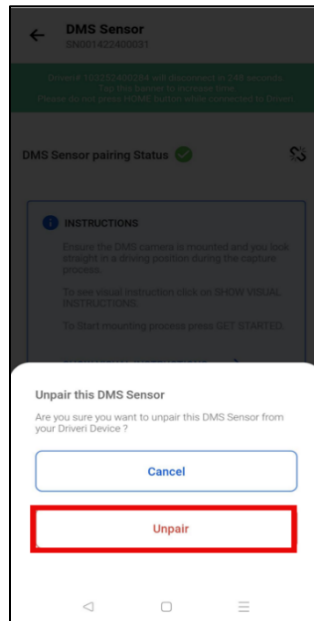 DMS Sensor
SN001422400031
Driveri# 103232400284 will disconnect in 248 seconds
Tap this banner to increase time
Please do not press HOME button while connected to Driveri
DMS Sensor pairing Status
INSTRUCTIONS
Ensure the DMS camera is mounted and you look
straight in a driving position during the capture
process.
To see visual instruction click on SHOW VISUAL
INSTRUCTIONS.
To Start mounting process press GET STARTED.
Unpair this DMS Sensor
Are you sure you want to unpair this DMS Sensor from
your Driveri Device ?
Cancel
Unpair